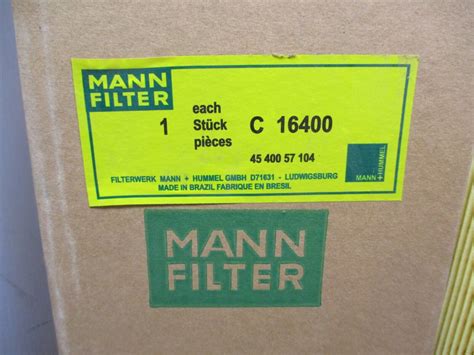 MANN
FILTER
1 each
Stück
pièces
C 16400
45 400 57 104
MANN + HUMMEL
FILTERWERK MANN + HUMMEL GMBH D71631 - LUDWIGSBURG
MADE IN BRAZIL FABRIQUE EN BRESIL
MANN
FILTER